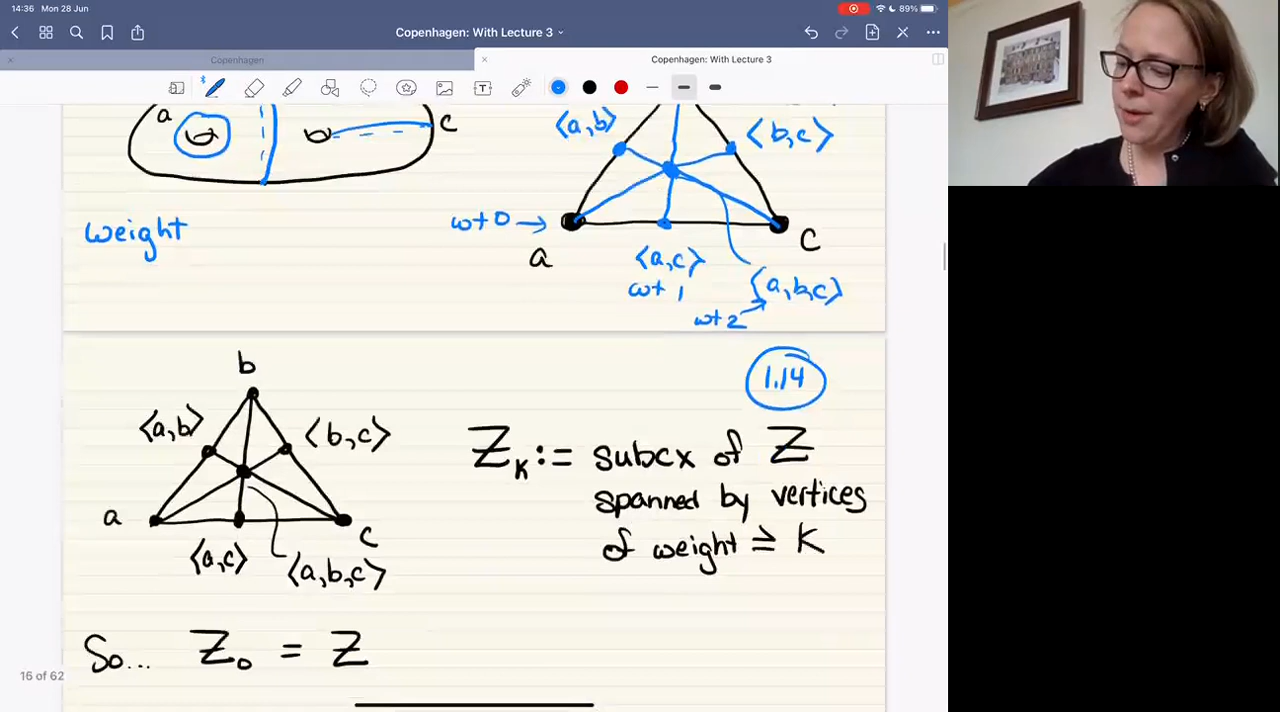 14:36 Mon 28 Jun
89%
Copenhagen: With Lecture 3
Copenhagen
Copenhagen: With Lecture 3
a
c
<a,b>
<b,c>
weight
wt 0 →
a
<a,c>
wt 1
c
<a,b,c>
wt 2
b
1.14
<a,b>
<b,c>
Z_K := subcx of Z
spanned by vertices
of weight ≥ K
a
c
<a,c>
<a,b,c>
So... Z_0 = Z
16 of 62